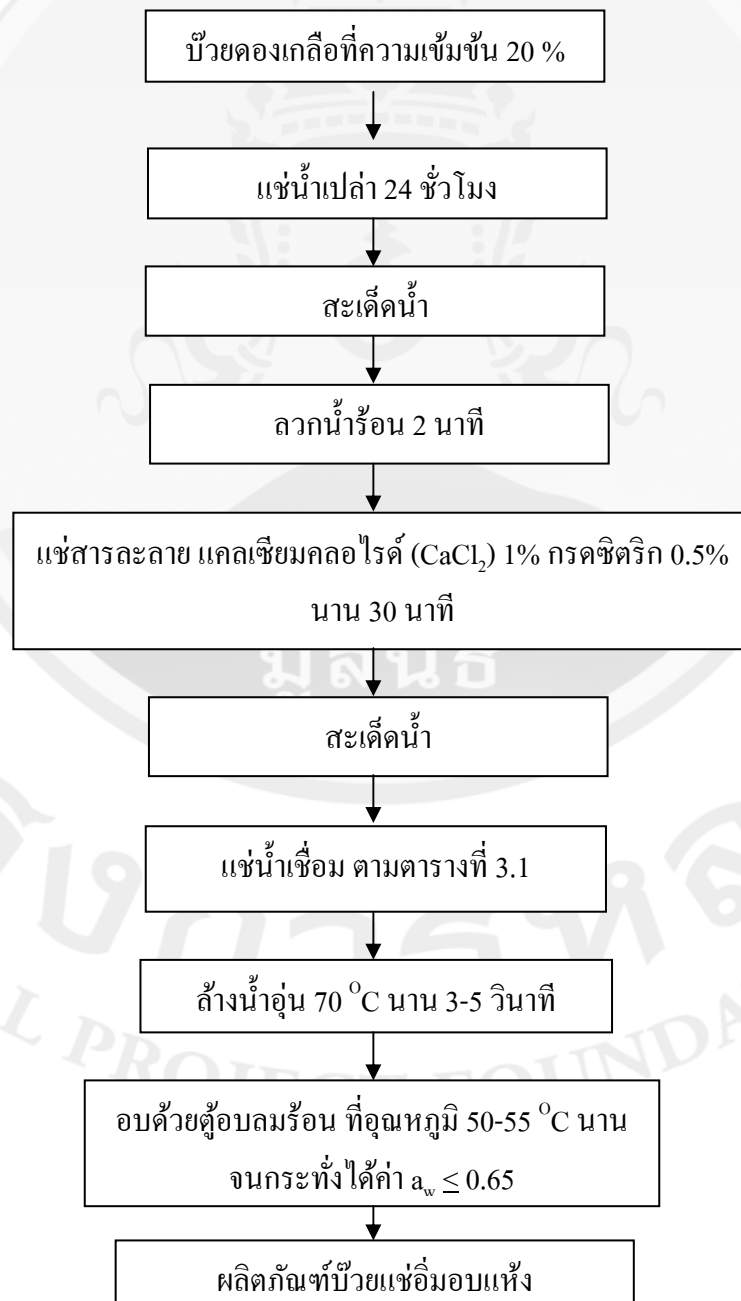 บ๊วยดองเกลือที่ความเข้มข้น 20 %
แช่น้ำเปล่า 24 ชั่วโมง
สะเด็ดน้ำ
ลวกน้ำร้อน 2 นาที
แช่สารละลาย แคลเซียมคลอไรด์ (CaCl₂) 1% กรดซิตริก 0.5%
นาน 30 นาที
มูลนิธิ
สะเด็ดน้ำ
แช่น้ำเชื่อม ตามตารางที่ 3.1
ล้างน้ำอุ่น 70 ᴼC นาน 3-5 วินาที
อบด้วยตู้อบลมร้อน ที่อุณหภูมิ 50-55 ᴼC นาน
จนกระทั่งได้ค่า a_w ≤ 0.65
ผลิตภัณฑ์บ๊วยแช่อิ่มอบแห้ง